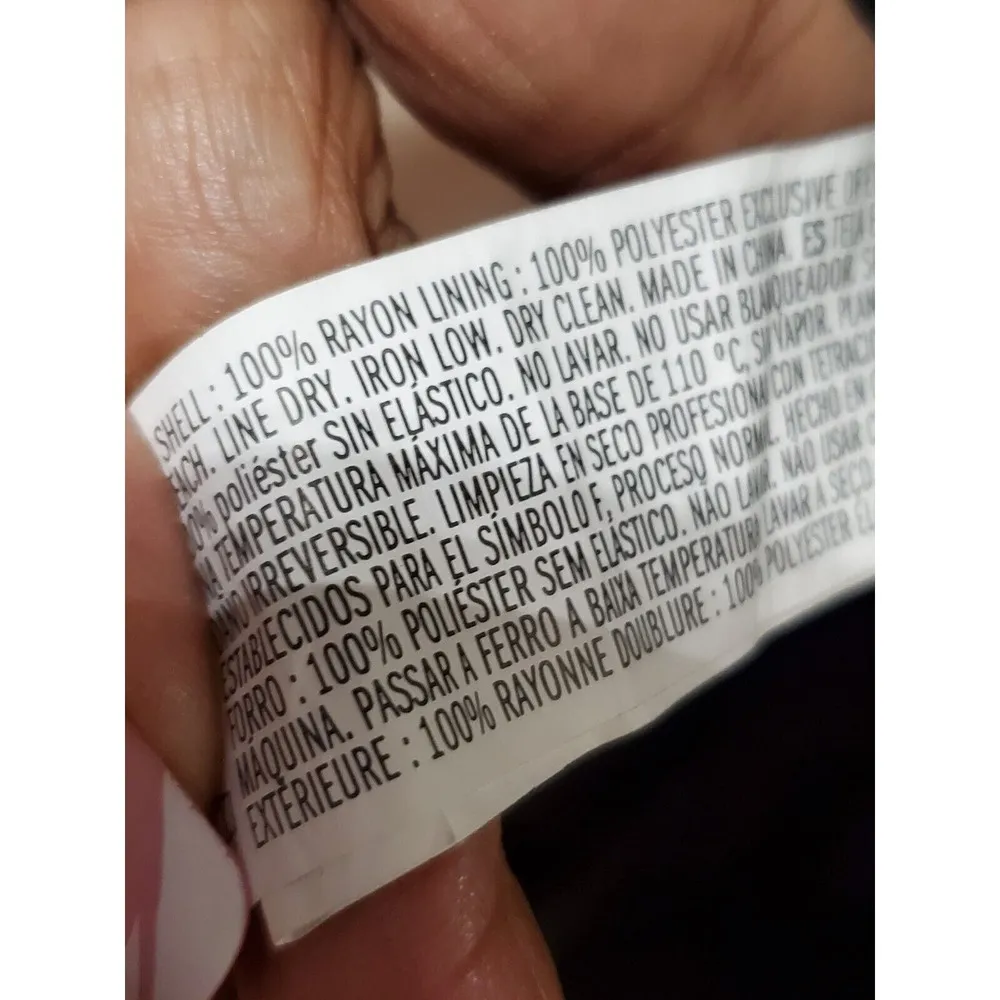 SHELL : 100% RAYON LINING : 100% POLYESTER EXCLUSIVE
EACH. LINE DRY. IRON LOW. DRY CLEAN. MADE IN CHINA. ES TELA
poliéster SIN ELÁSTICO. NO LAVAR. NO USAR BLANQUEADOR.
TEMPERATURA MÁXIMA DE LA BASE DE 110 °C, SIN VAPOR.
IRREVERSIBLE. LIMPIEZA EN SECO PROFESIONAL CON
ESTABLECIDOS PARA EL SÍMBOLO F, PROCESO NORMAL. HECHO EN
FORRO : 100% POLIÉSTER SEM ELÁSTICO. NÃO LAVAR. NÃO USAR
MÁQUINA. PASSAR A FERRO A BAIXA TEMPERATURA LAVAR A SECO.
EXTÉRIEURE : 100% RAYONNE DOUBLURE : 100% POLYESTER